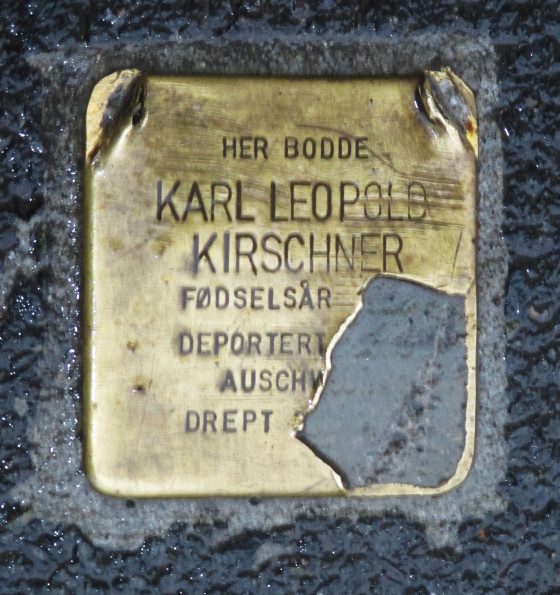 HER BODDE
KARL LEOPOLD
KIRSCHNER
FØDSELSÅR
DEPORTERT
AUSCHW
DREPT